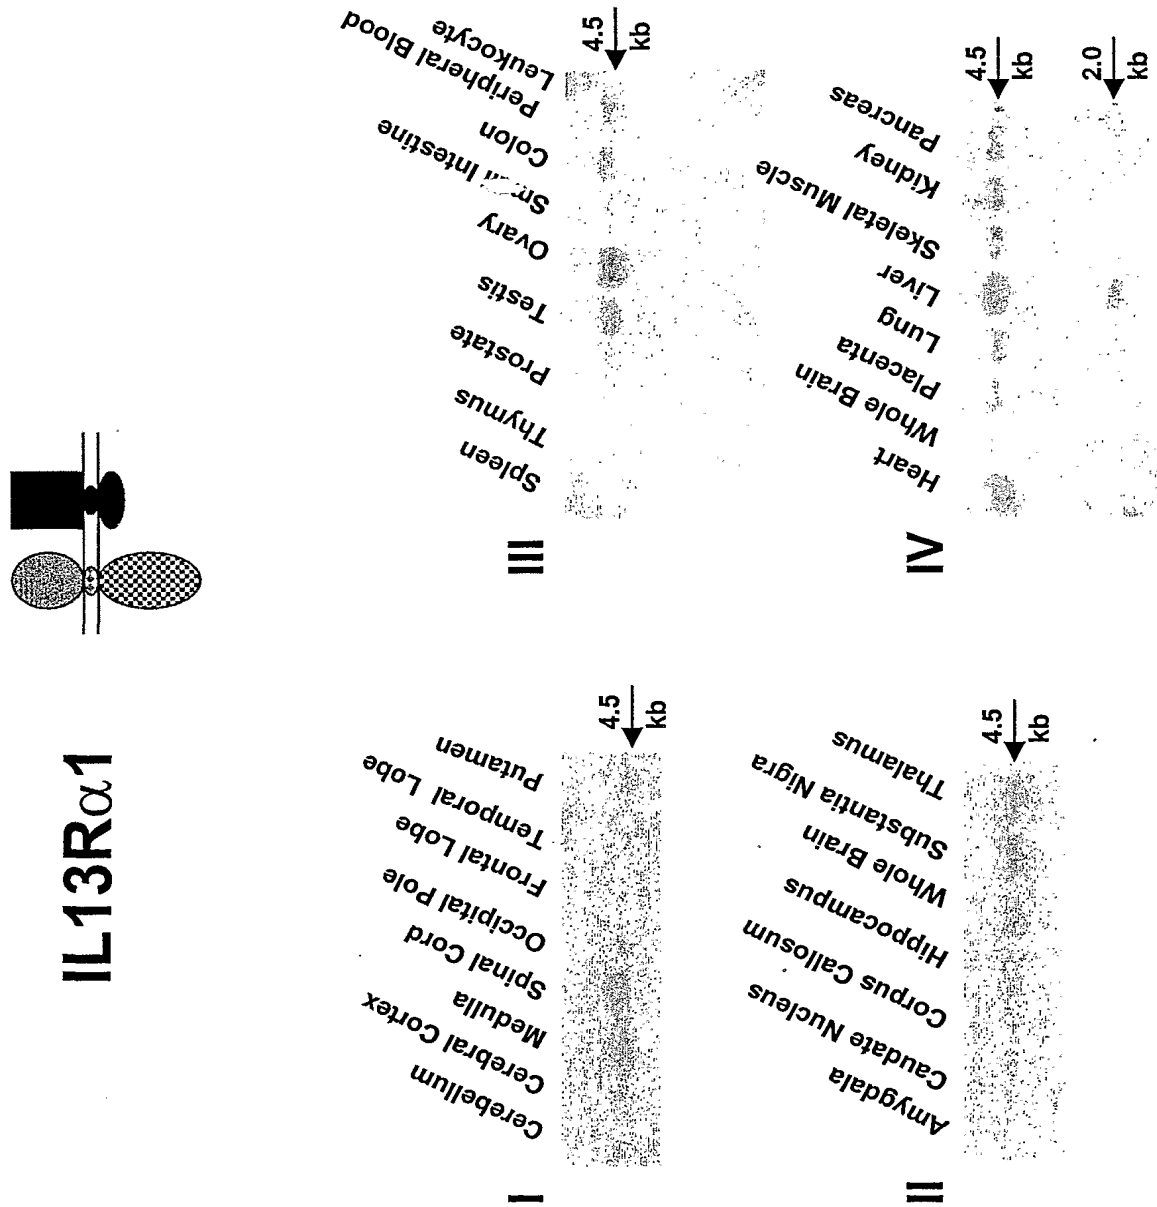 IL13Rα1
I
Cerebellum
Cerebral Cortex
Medulla
Spinal Cord
Occipital Pole
Frontal Lobe
Temporal Lobe
Putamen
4.5
kb
II
Amygdala
Caudate Nucleus
Corpus Callosum
Hippocampus
Whole Brain
Substantia Nigra
Thalamus
4.5
kb
III
Spleen
Thymus
Prostate
Testis
Ovary
Small Intestine
Colon
Peripheral Blood
Leukocyte
4.5
kb
IV
Heart
Whole Brain
Placenta
Lung
Liver
Skeletal Muscle
Kidney
Pancreas
4.5
kb
2.0
kb